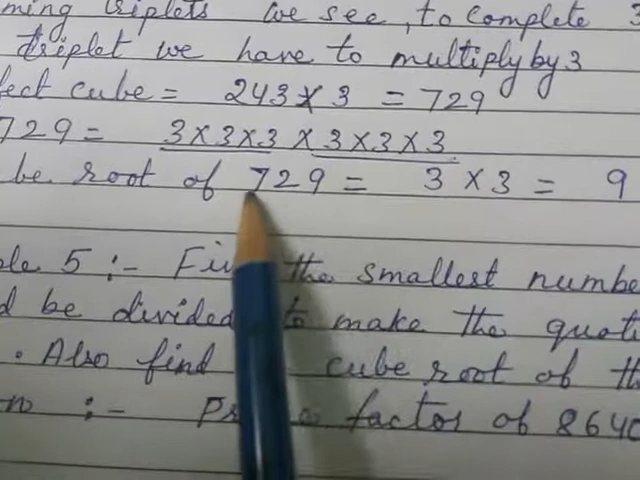 ming triplets we see, to complete 3
triplet we have to multiply by 3
fect cube = 243 × 3 = 729
729 = 3×3×3 × 3×3×3
be root of 729 = 3 × 3 = 9
le 5 :- the smallest numbe
d be divided to make the quoti
. Also find cube root of th
n :- factor of 8640